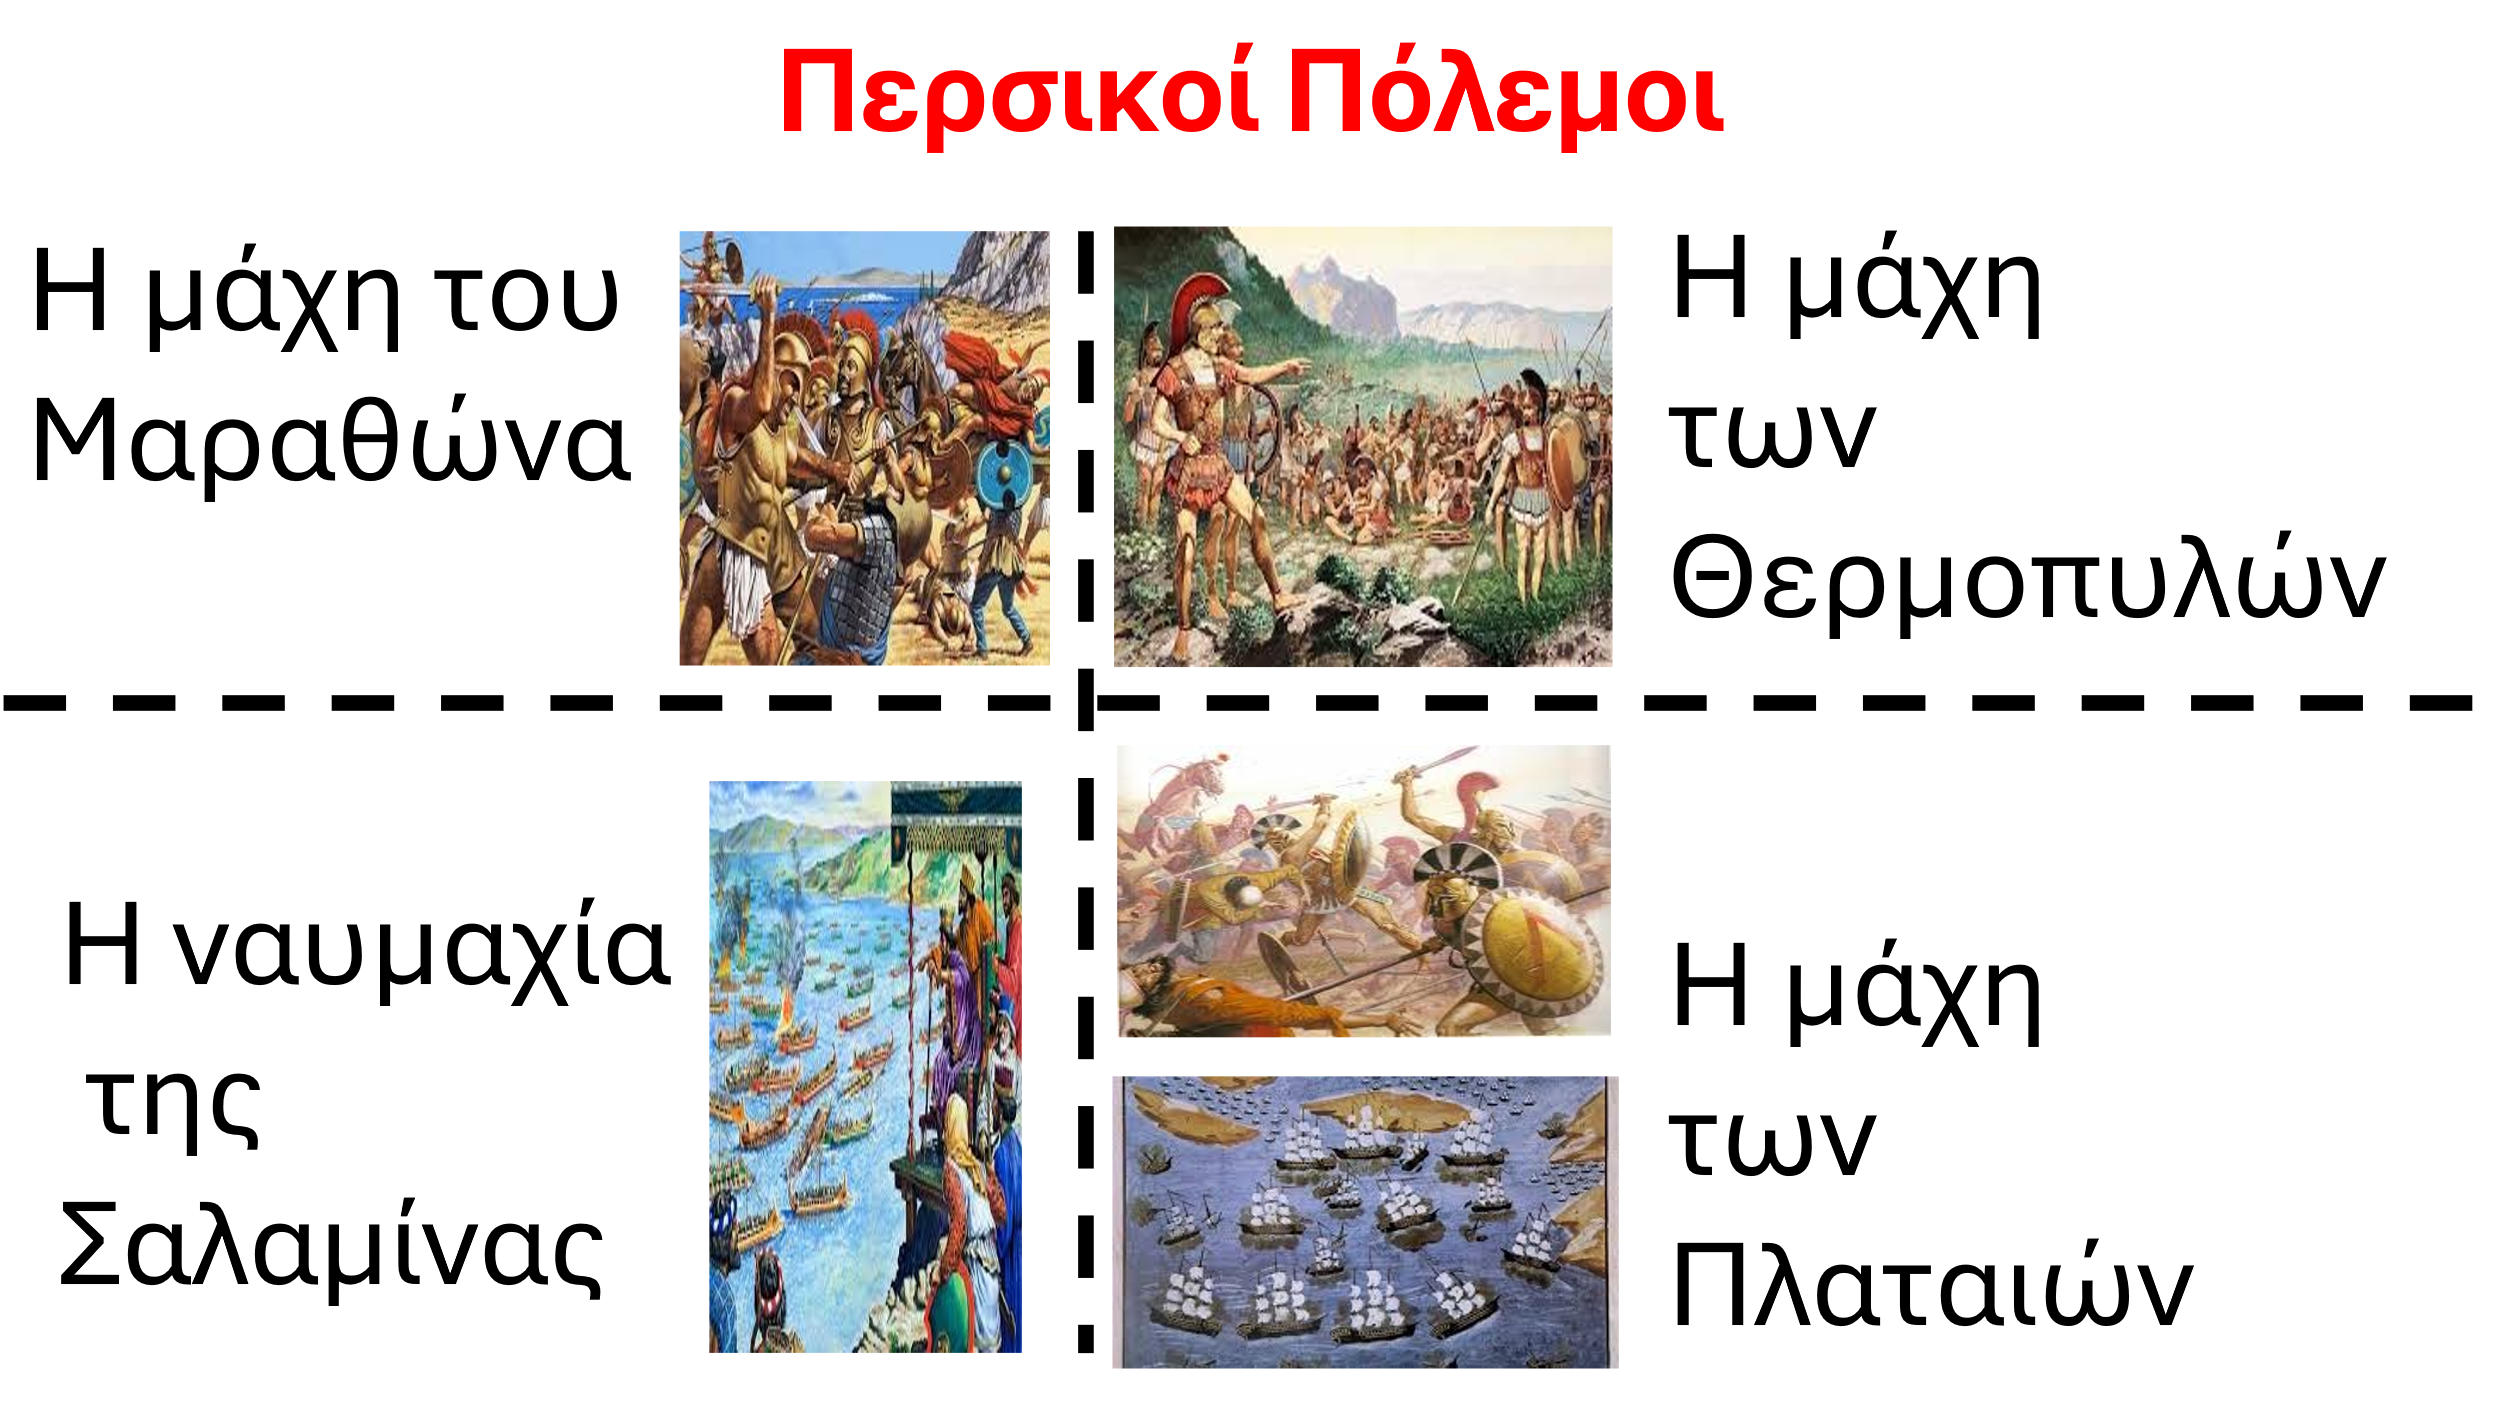 Περσικοί Πόλεμοι
Η μάχη του
Μαραθώνα
Η μάχη
των
Θερμοπυλών
Η ναυμαχία
της
Σαλαμίνας
Η μάχη
των
Πλαταιών